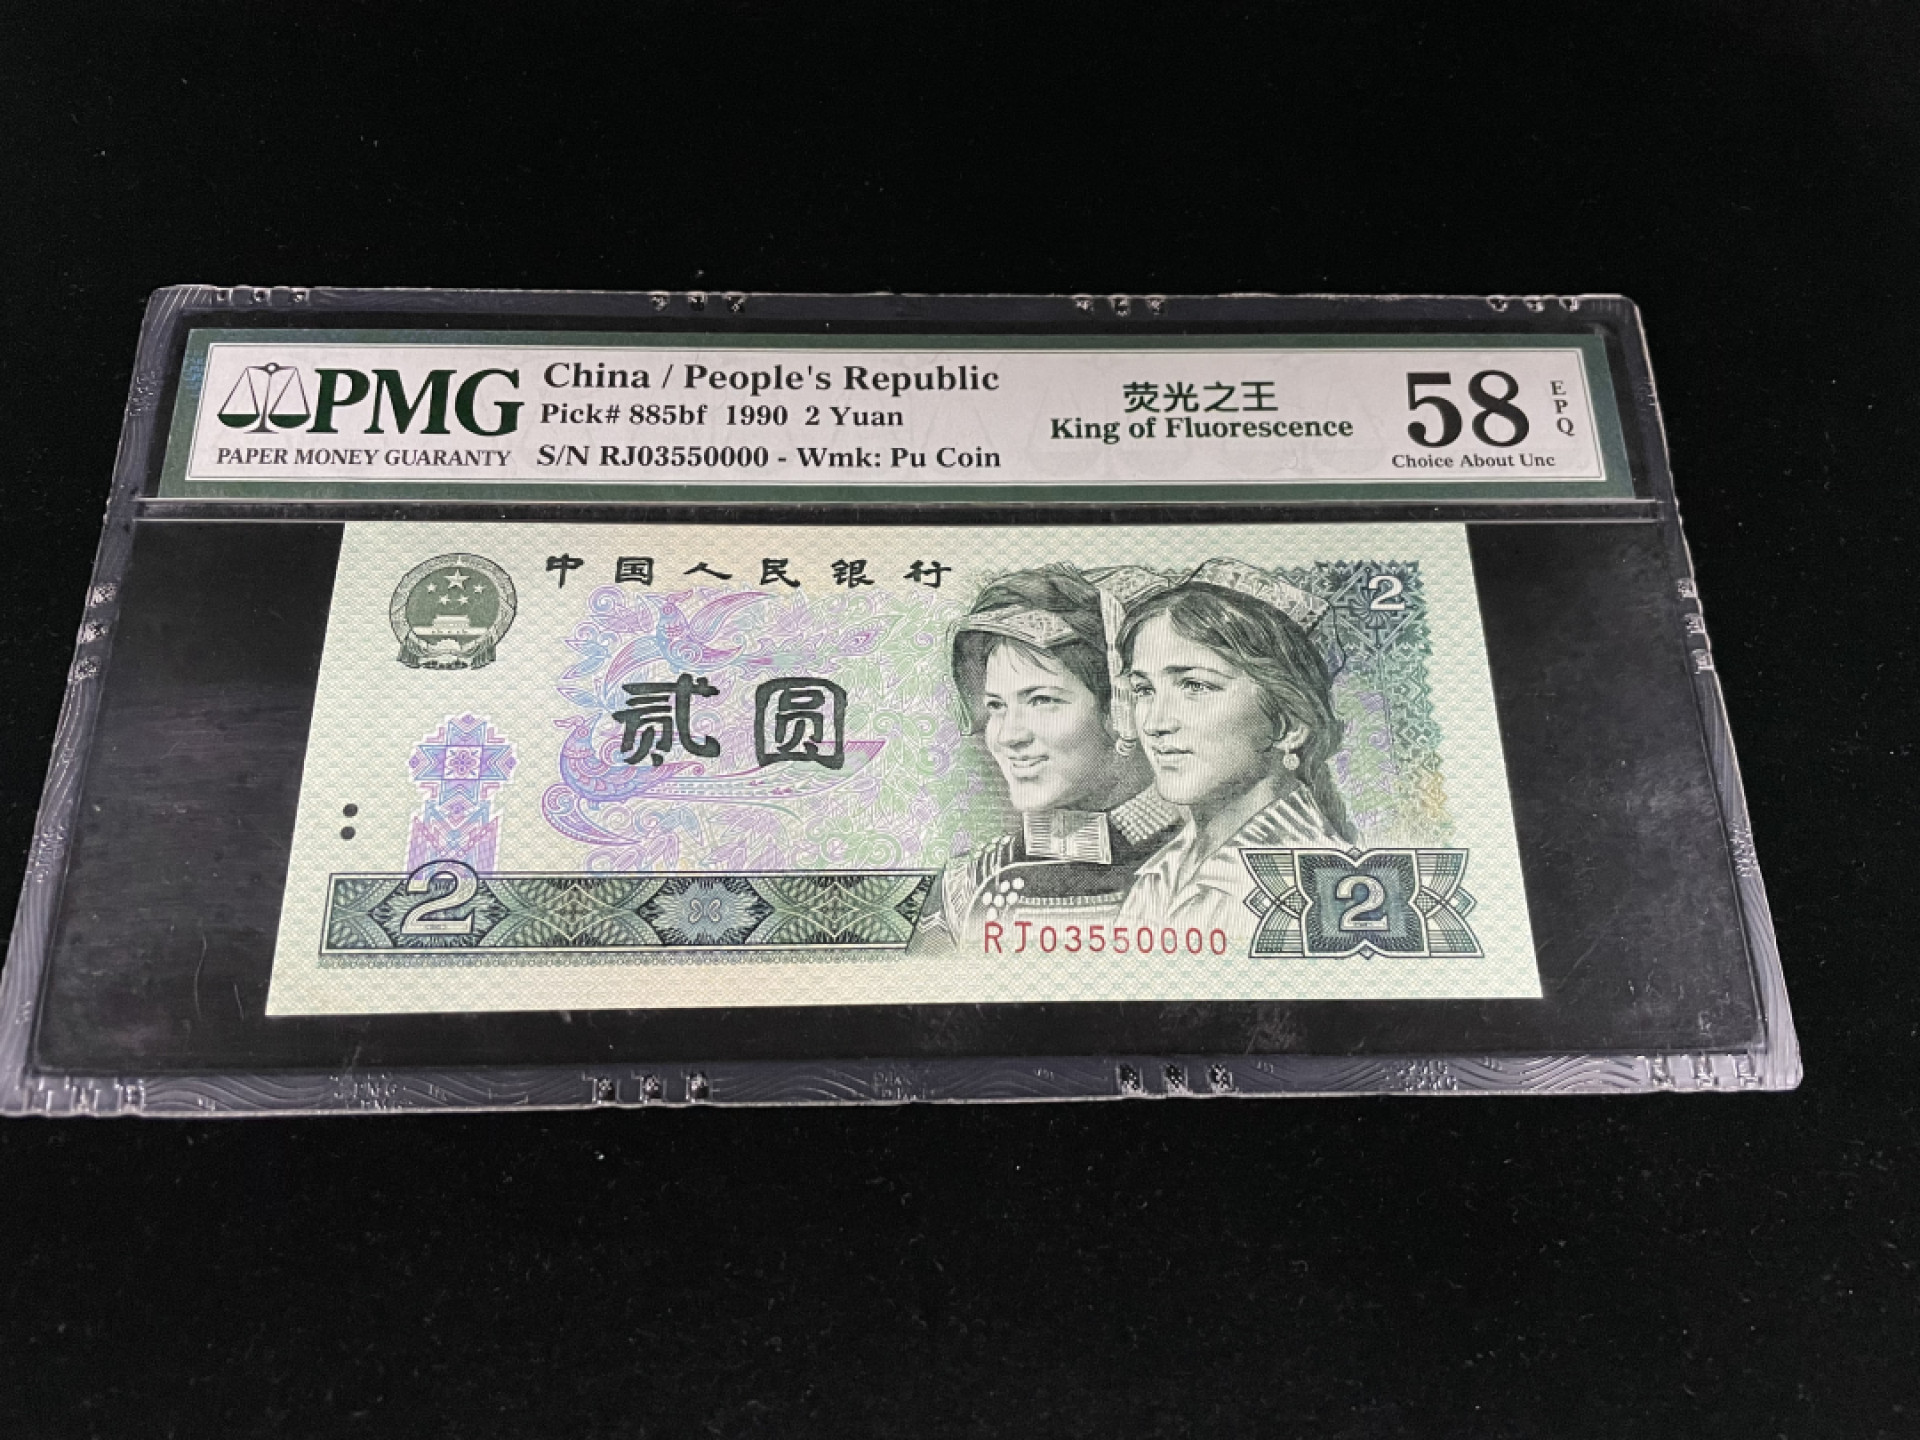 PMG
PAPER MONEY GUARANTY
China / People's Republic
Pick# 885bf 1990 2 Yuan
S/N RJ03550000 - Wmk: Pu Coin
荧光之王
King of Fluorescence
58
EPQ
Choice About Unc
中国人民银行
2
贰圆
2
2
RJ03550000